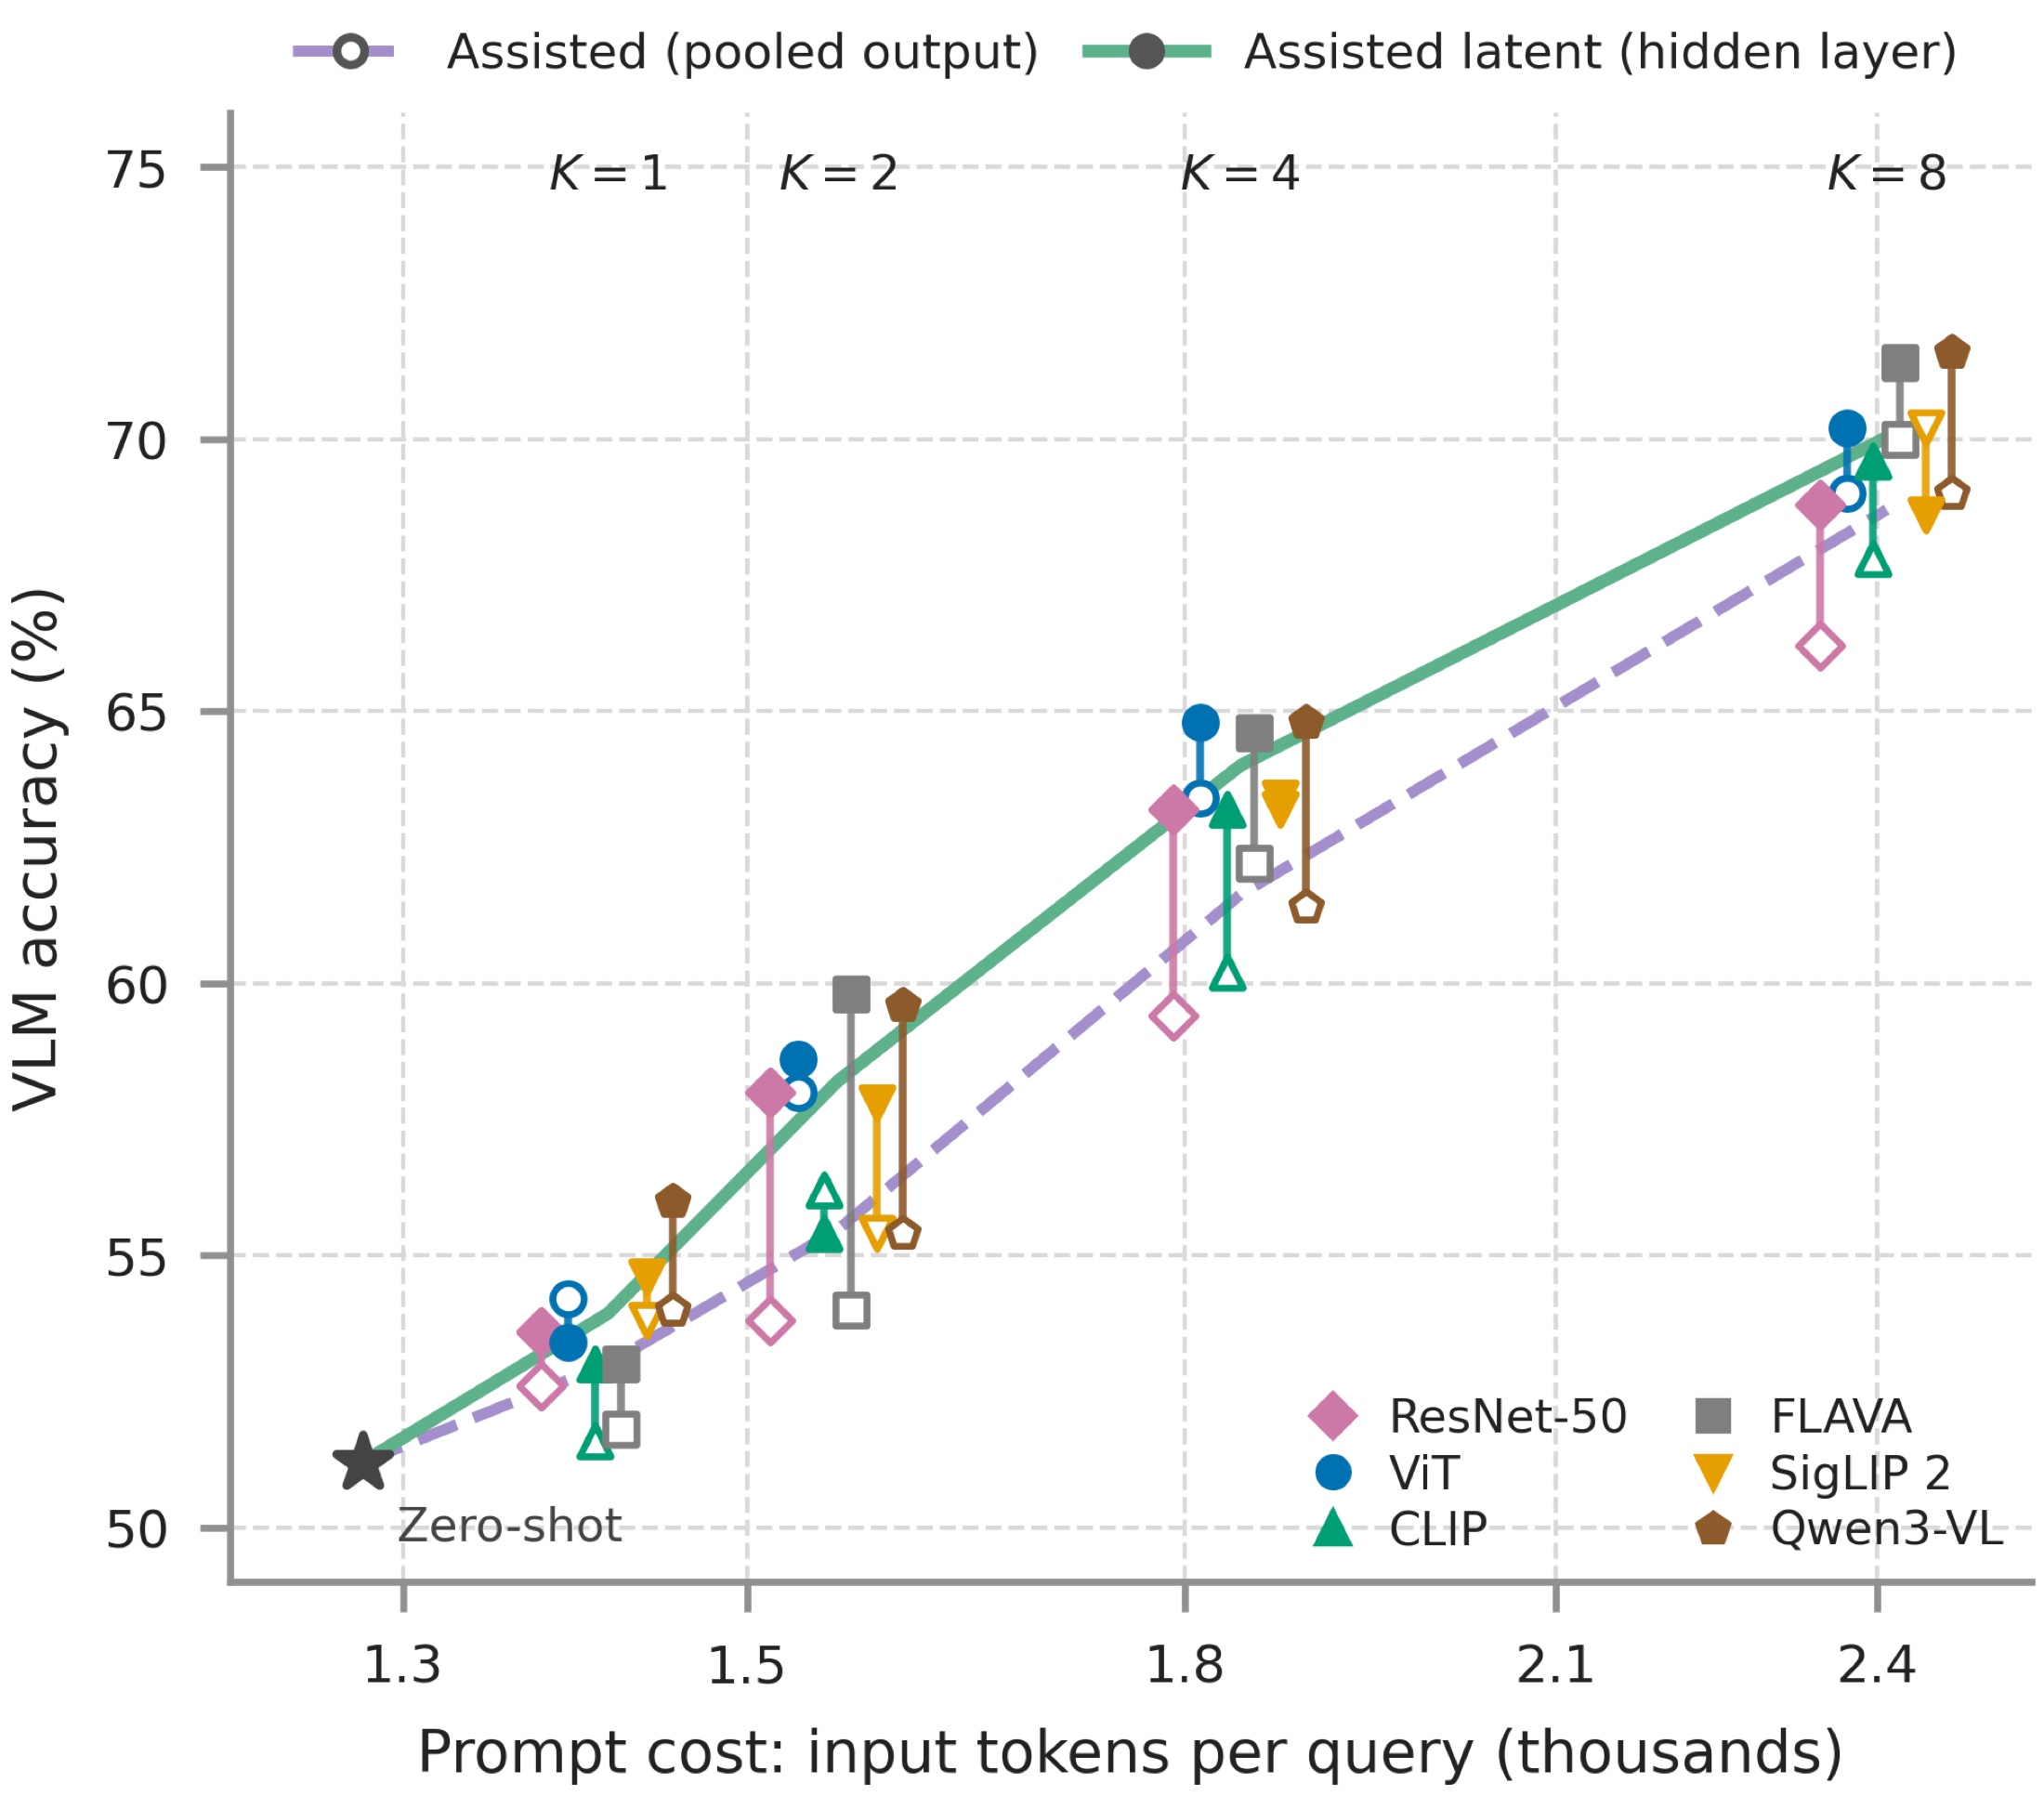 Assisted (pooled output)
Assisted latent (hidden layer)
K = 1
K = 2
K = 4
K = 8
75
70
65
60
55
50
VLM accuracy (%)
Zero-shot
ResNet-50
ViT
CLIP
FLAVA
SigLIP 2
Qwen3-VL
1.3
1.5
1.8
2.1
2.4
Prompt cost: input tokens per query (thousands)